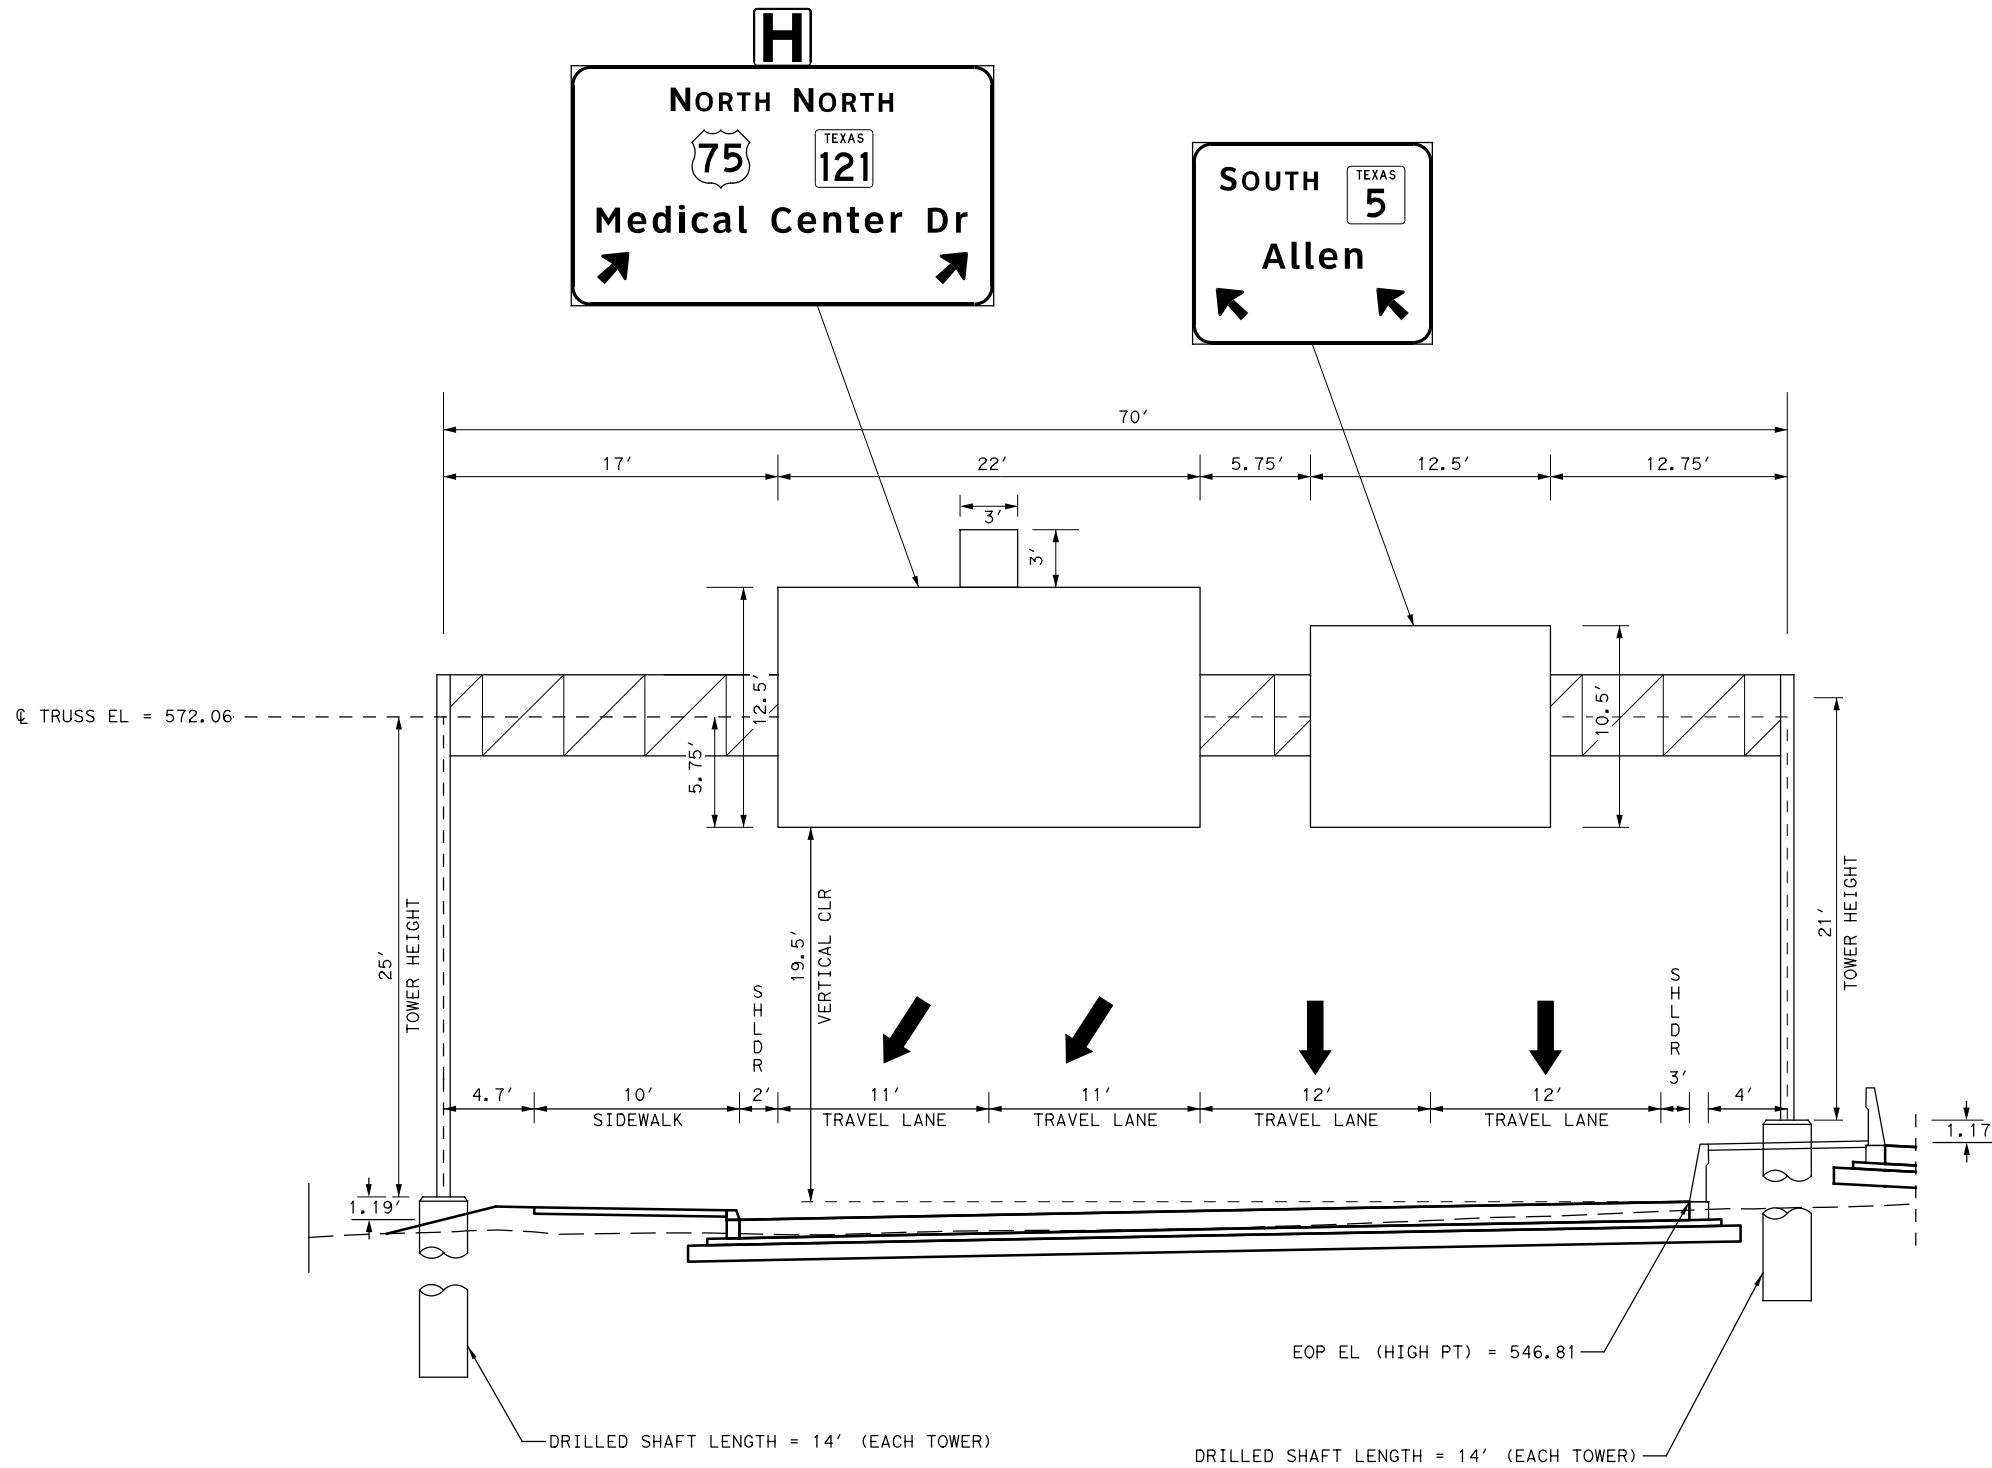 H
NORTH NORTH
75
TEXAS
121
Medical Center Dr
SOUTH
TEXAS
5
Allen
70'
17'
22'
5.75'
12.5'
12.75'
3'
3'
12.5'
5.75'
10.5'
℄ TRUSS EL = 572.06
25'
TOWER HEIGHT
19.5'
VERTICAL CLR
21'
TOWER HEIGHT
SHLDR
SHLDR
4.7'
10'
SIDEWALK
2'
11'
TRAVEL LANE
11'
TRAVEL LANE
12'
TRAVEL LANE
12'
TRAVEL LANE
3'
4'
1.17
1.19'
EOP EL (HIGH PT) = 546.81
DRILLED SHAFT LENGTH = 14' (EACH TOWER)
DRILLED SHAFT LENGTH = 14' (EACH TOWER)